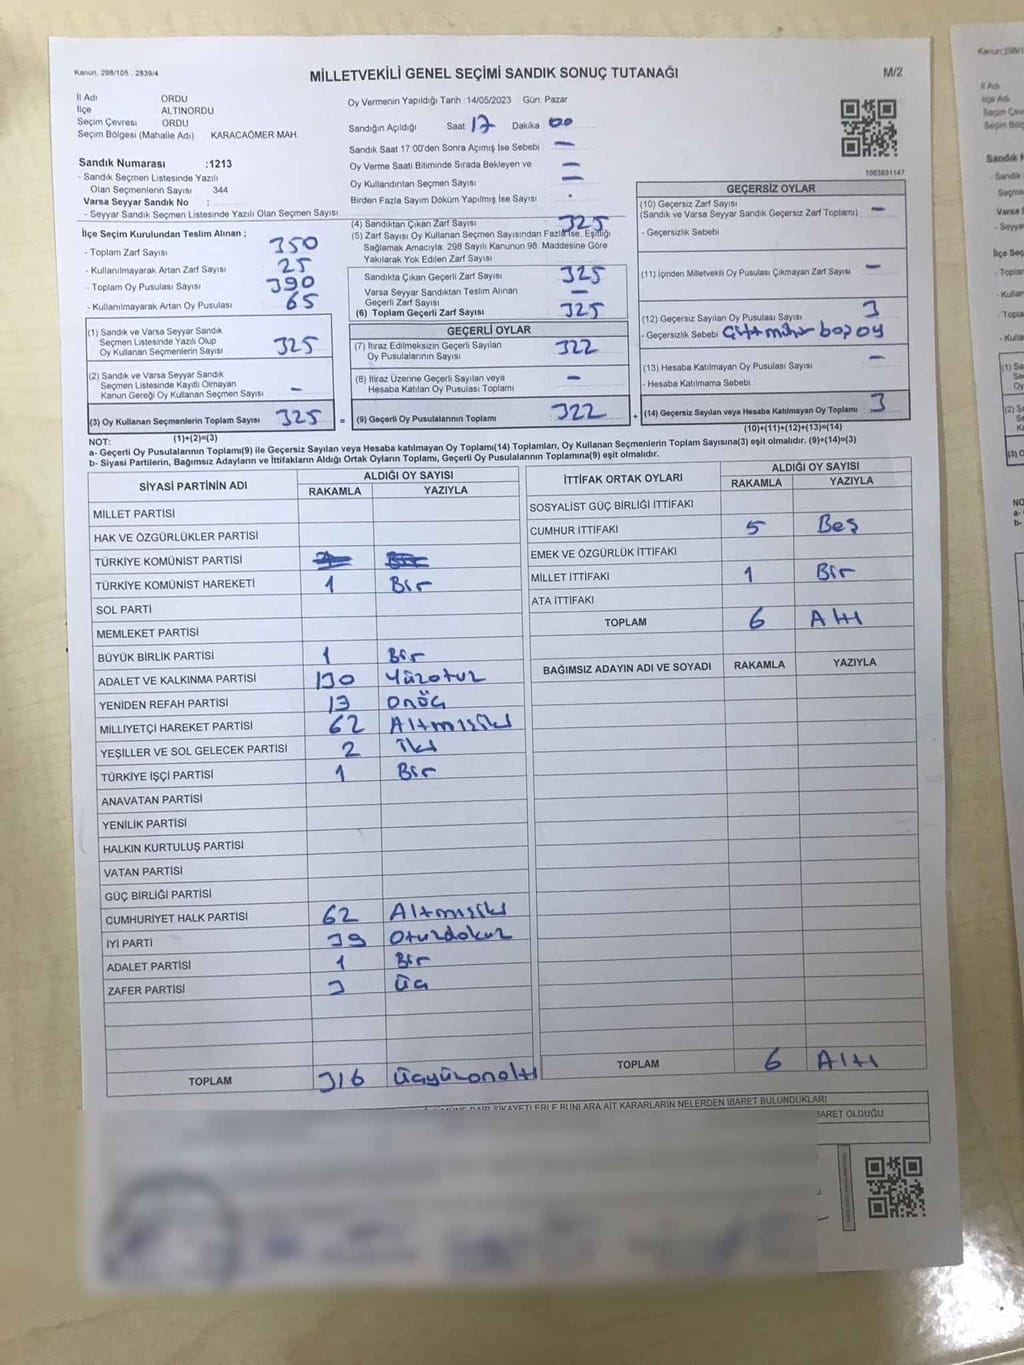 Kanun: 298/105 , 2839/4
MİLLETVEKİLİ GENEL SEÇİMİ SANDIK SONUÇ TUTANAĞI
M/2
İl Adı ORDU
İlçe ALTINORDU
Seçim Çevresi ORDU
Seçim Bölgesi (Mahalle Adı) KARACAÖMER MAH.
Oy Vermenin Yapıldığı Tarih :14/05/2023 Gün: Pazar
Sandığın Açıldığı Saat 17 Dakika 00
Sandık Saat 17:00'den Sonra Açımış İse Sebebi : —
Oy Verme Saati Bitiminde Sırada Bekleyen ve
Oy Kullandırılan Seçmen Sayısı
Birden Fazla Sayım Döküm Yapılmış İse Sayısı
1083831147
Sandık Numarası :1213
- Sandık Seçmen Listesinde Yazılı
Olan Seçmenlerin Sayısı : 344
Varsa Seyyar Sandık No :
- Seyyar Sandık Seçmen Listesinde Yazılı Olan Seçmen Sayısı
İlçe Seçim Kurulundan Teslim Alınan ;
- Toplam Zarf Sayısı 350
- Kullanılmayarak Artan Zarf Sayısı 25
- Toplam Oy Pusulası Sayısı 390
- Kullanılmayarak Artan Oy Pusulası 65
(1) Sandık ve Varsa Seyyar Sandık
Seçmen Listesinde Yazılı Olup
Oy Kullanan Seçmenlerin Sayısı 325
(2) Sandık ve Varsa Seyyar Sandık
Seçmen Listesinde Kayıtlı Olmayan
Kanun Gereği Oy Kullanan Seçmen Sayısı —
(3) Oy Kullanan Seçmenlerin Toplam Sayısı 325 =
(1)+(2)=(3)
(4) Sandıktan Çıkan Zarf Sayısı 325
(5) Zarf Sayısı Oy Kullanan Seçmen Sayısından Fazla İse, Eşitliği
Sağlamak Amacıyla; 298 Sayılı Kanunun 98. Maddesine Göre
Yakılarak Yok Edilen Zarf Sayısı
Sandıkta Çıkan Geçerli Zarf Sayısı 325
Varsa Seyyar Sandıktan Teslim Alınan
Geçerli Zarf Sayısı —
(6) Toplam Geçerli Zarf Sayısı 325
GEÇERLİ OYLAR
(7) İtiraz Edilmeksizin Geçerli Sayılan
Oy Pusulalarının Sayısı 322
(8) İtiraz Üzerine Geçerli Sayılan veya
Hesaba Katılan Oy Pusulası Toplamı —
(9) Geçerli Oy Pusulalarının Toplamı 322 +
GEÇERSİZ OYLAR
(10) Geçersiz Zarf Sayısı
(Sandık ve Varsa Seyyar Sandık Geçersiz Zarf Toplamı) —
- Geçersizlik Sebebi
(11) İçinden Milletvekili Oy Pusulası Çıkmayan Zarf Sayısı —
(12) Geçersiz Sayılan Oy Pusulası Sayısı 3
- Geçersizlik Sebebi Çift mühür boş oy
(13) Hesaba Katılmayan Oy Pusulası Sayısı —
- Hesaba Katılmama Sebebi
(14) Geçersiz Sayılan veya Hesaba Katılmayan Oy Toplamı 3
(10)+(11)+(12)+(13)=(14)
NOT:
a- Geçerli Oy Pusulalarının Toplamı(9) ile Geçersiz Sayılan veya Hesaba katılmayan Oy Toplamı(14) Toplamları, Oy Kullanan Seçmenlerin Toplam Sayısına(3) eşit olmalıdır. (9)+(14)=(3)
b- Siyasi Partilerin, Bağımsız Adayların ve İttifakların Aldığı Ortak Oyların Toplamı, Geçerli Oy Pusulalarının Toplamına(9) eşit olmalıdır.
SİYASİ PARTİNİN ADI ALDIĞI OY SAYISI
RAKAMLA YAZIYLA
MİLLET PARTİSİ
HAK VE ÖZGÜRLÜKLER PARTİSİ
TÜRKİYE KOMÜNİST PARTİSİ
TÜRKİYE KOMÜNİST HAREKETİ 1 Bir
SOL PARTİ
MEMLEKET PARTİSİ
BÜYÜK BİRLİK PARTİSİ 1 Bir
ADALET VE KALKINMA PARTİSİ 130 Yüzotuz
YENİDEN REFAH PARTİSİ 13 Onüç
MİLLİYETÇİ HAREKET PARTİSİ 62 Altmışiki
YEŞİLLER VE SOL GELECEK PARTİSİ 2 İki
TÜRKİYE İŞÇİ PARTİSİ 1 Bir
ANAVATAN PARTİSİ
YENİLİK PARTİSİ
HALKIN KURTULUŞ PARTİSİ
VATAN PARTİSİ
GÜÇ BİRLİĞİ PARTİSİ
CUMHURİYET HALK PARTİSİ 62 Altmışiki
İYİ PARTİ 39 Otuzdokuz
ADALET PARTİSİ 1 Bir
ZAFER PARTİSİ 3 Üç
TOPLAM 316 Üçyüzonaltı
İTTİFAK ORTAK OYLARI ALDIĞI OY SAYISI
RAKAMLA YAZIYLA
SOSYALİST GÜÇ BİRLİĞİ İTTİFAKI
CUMHUR İTTİFAKI 5 Beş
EMEK VE ÖZGÜRLÜK İTTİFAKI
MİLLET İTTİFAKI 1 Bir
ATA İTTİFAKI
TOPLAM 6 Altı
BAĞIMSIZ ADAYIN ADI VE SOYADI RAKAMLA YAZIYLA
TOPLAM 6 Altı
DAİR ŞİKAYETLERLE BUNLARA AİT KARARLARIN NELERDEN İBARET BULUNDUKLARI
İBARET OLDUĞU